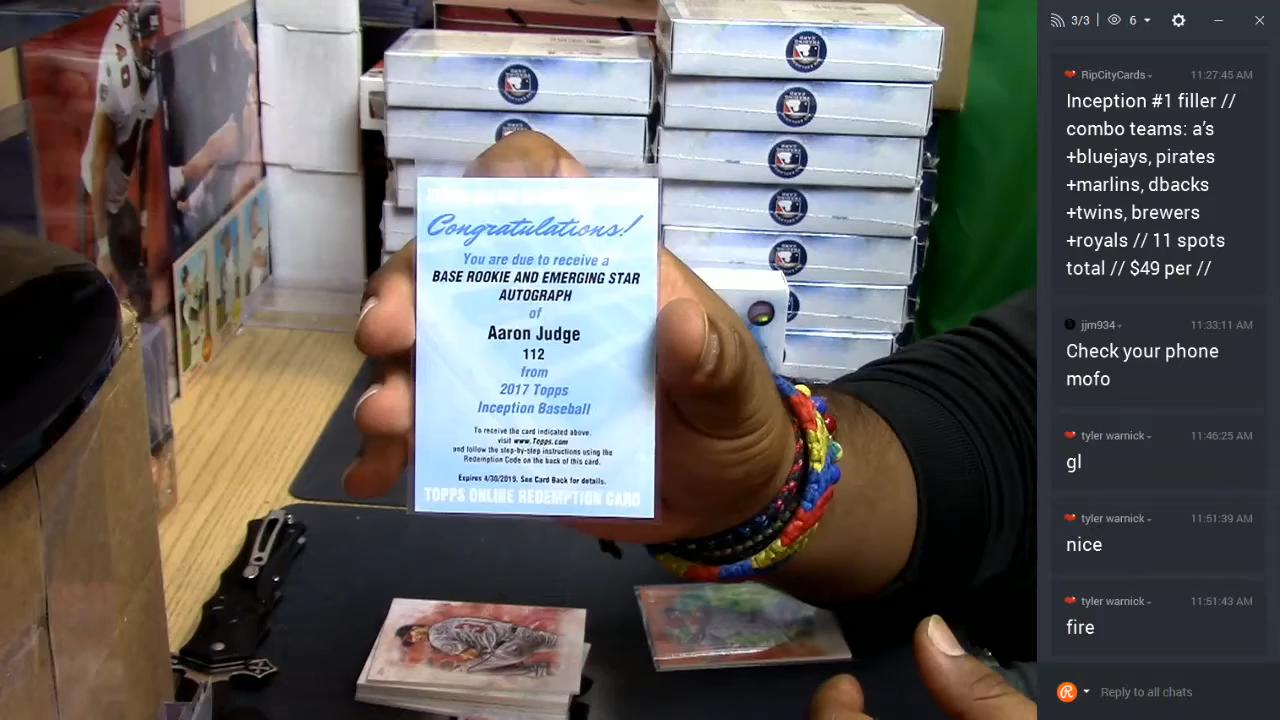 Congratulations!
You are due to receive a
BASE ROOKIE AND EMERGING STAR
AUTOGRAPH
of
Aaron Judge
112
from
2017 Topps
Inception Baseball
To receive the card indicated above,
visit www.Topps.com
and follow the step-by-step instructions using the
Redemption Code on the back of this card.
Expires 4/30/2019. See Card Back for details.
TOPPS ONLINE REDEMPTION CARD
3/3
6
RipCityCards
11:27:45 AM
Inception #1 filler //
combo teams: a's
+bluejays, pirates
+marlins, dbacks
+twins, brewers
+royals // 11 spots
total // $49 per //
jjm934
11:33:11 AM
Check your phone
mofo
tyler warnick
11:46:25 AM
gl
tyler warnick
11:51:39 AM
nice
tyler warnick
11:51:43 AM
fire
Reply to all chats